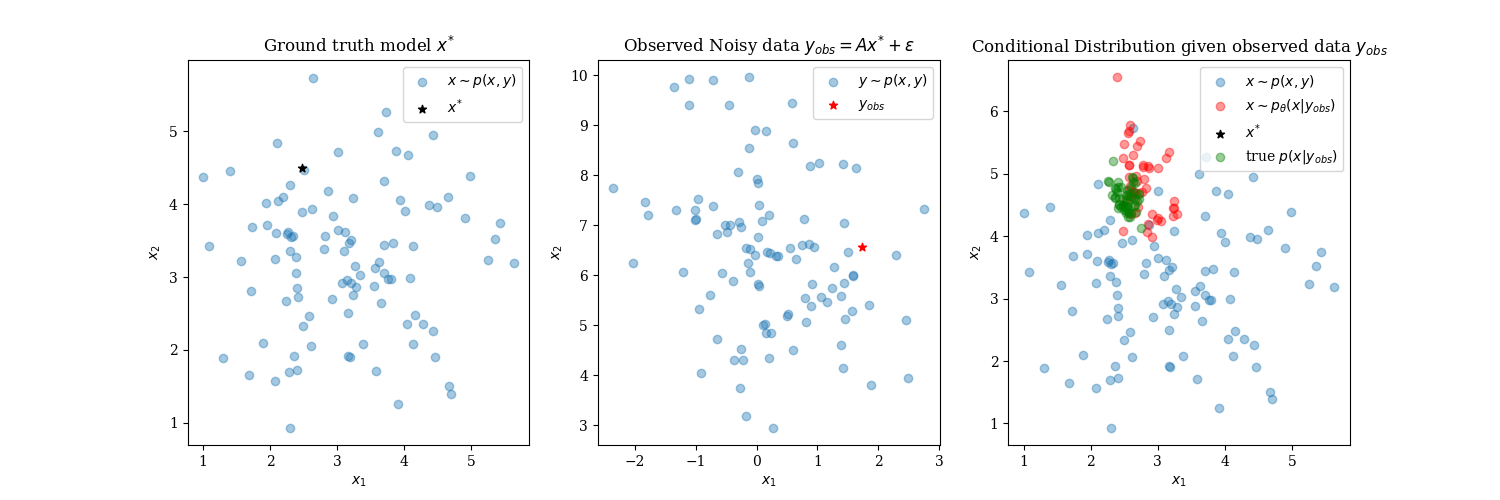 Ground truth model x*
x ~ p(x, y)
x*
x₂
5
4
3
2
1
1 2 3 4 5
x₁
Observed Noisy data y_obs = Ax* + ε
y ~ p(x, y)
y_obs
x₂
10
9
8
7
6
5
4
3
−2 −1 0 1 2 3
x₁
Conditional Distribution given observed data y_obs
x ~ p(x, y)
x ~ p_θ(x|y_obs)
x*
true p(x|y_obs)
x₂
6
5
4
3
2
1
1 2 3 4 5
x₁